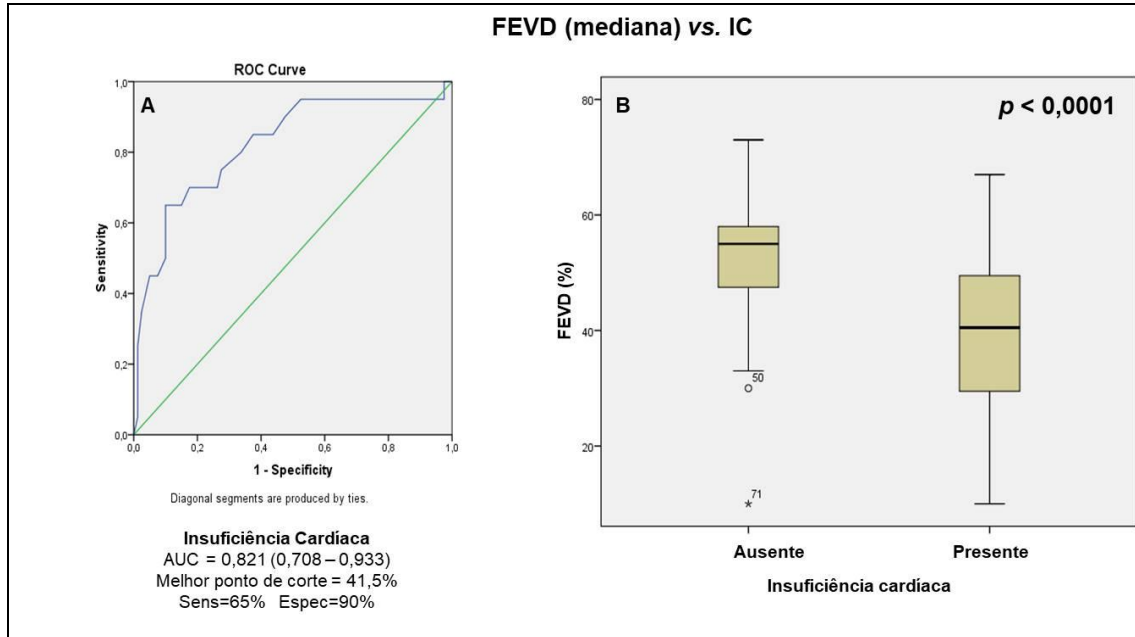 FEVD (mediana) vs. IC
ROC Curve
A
1,0
0,8
0,6
0,4
0,2
0,0
Sensitivity
0,0 0,2 0,4 0,6 0,8 1,0
1 - Specificity
Diagonal segments are produced by ties.
Insuficiência Cardíaca
AUC = 0,821 (0,708 – 0,933)
Melhor ponto de corte = 41,5%
Sens=65% Espec=90%
B
p < 0,0001
80
60
40
20
FEVD (%)
50
71
Ausente Presente
Insuficiência cardíaca